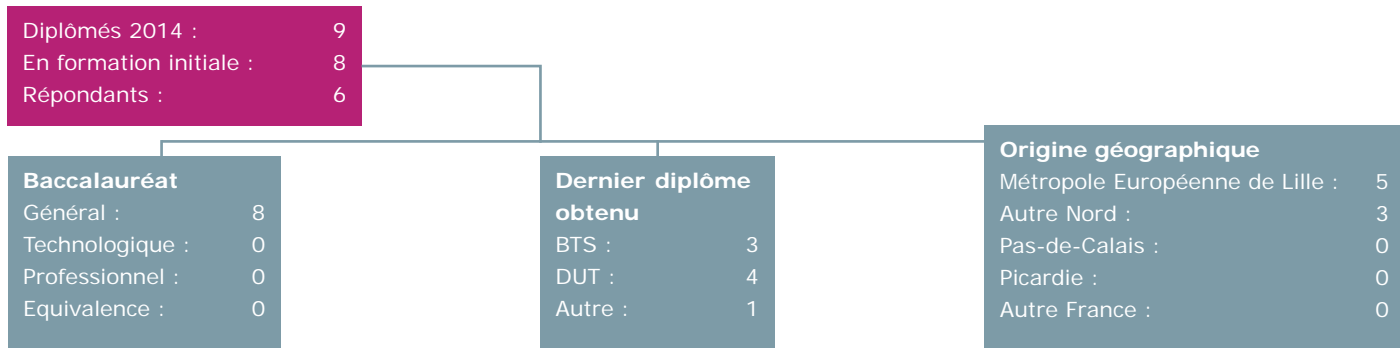 Diplômés 2014 : 9
En formation initiale : 8
Répondants : 6
Baccalauréat
Général : 8
Technologique : 0
Professionnel : 0
Equivalence : 0
Dernier diplôme
obtenu
BTS : 3
DUT : 4
Autre : 1
Origine géographique
Métropole Européenne de Lille : 5
Autre Nord : 3
Pas-de-Calais : 0
Picardie : 0
Autre France : 0